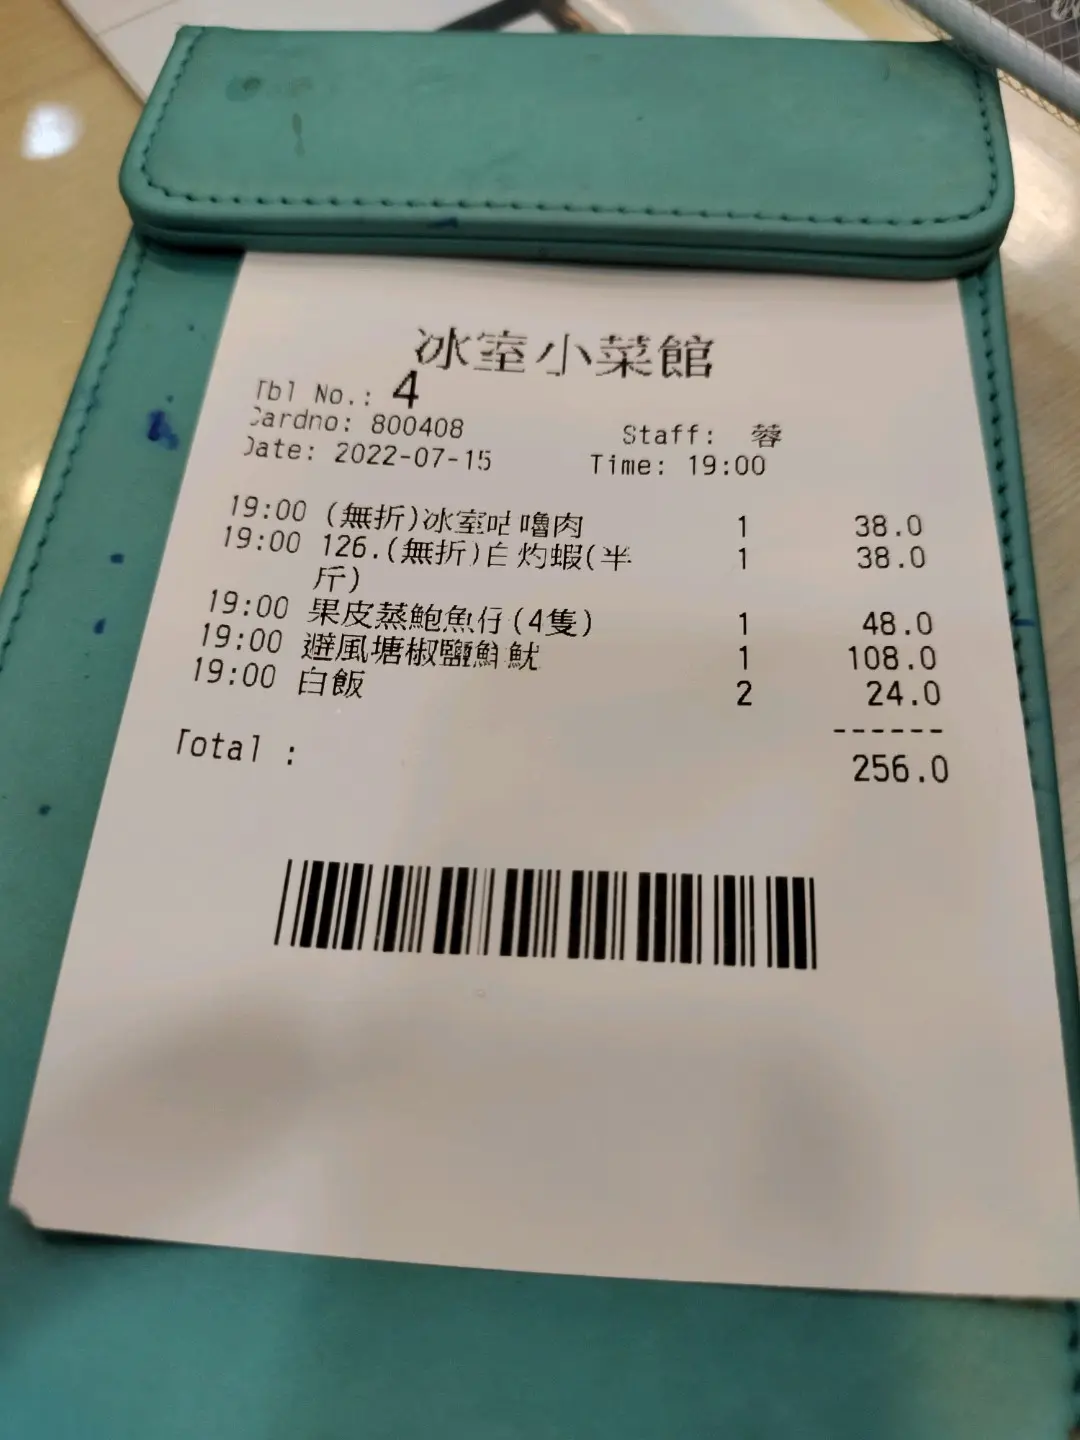 冰室小菜館
Tbl No.: 4
Cardno: 800408 Staff: 蓉
Date: 2022-07-15 Time: 19:00
19:00 (無折)冰室咕嚕肉 1 38.0
19:00 126.(無折)白灼蝦(半 1 38.0
斤)
19:00 果皮蒸鮑魚仔(4隻) 1 48.0
19:00 避風塘椒鹽鮮魷 1 108.0
19:00 白飯 2 24.0
------
Total : 256.0